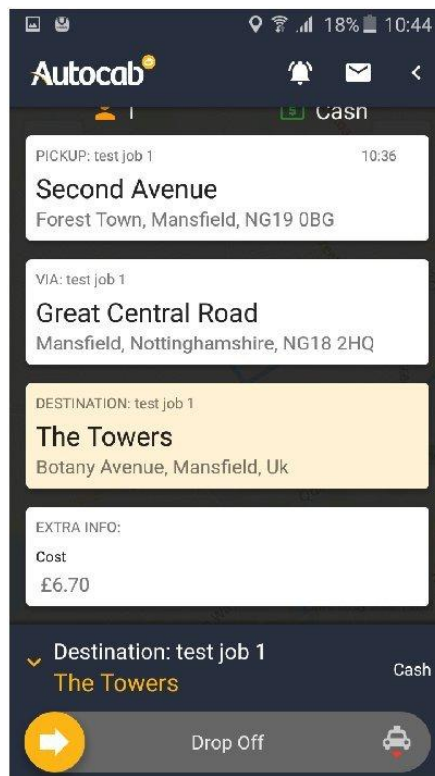 18% 10:44
Autocab
1 Cash
PICKUP: test job 1 10:36
Second Avenue
Forest Town, Mansfield, NG19 0BG
VIA: test job 1
Great Central Road
Mansfield, Nottinghamshire, NG18 2HQ
DESTINATION: test job 1
The Towers
Botany Avenue, Mansfield, Uk
EXTRA INFO:
Cost
£6.70
Destination: test job 1
The Towers
Cash
Drop Off